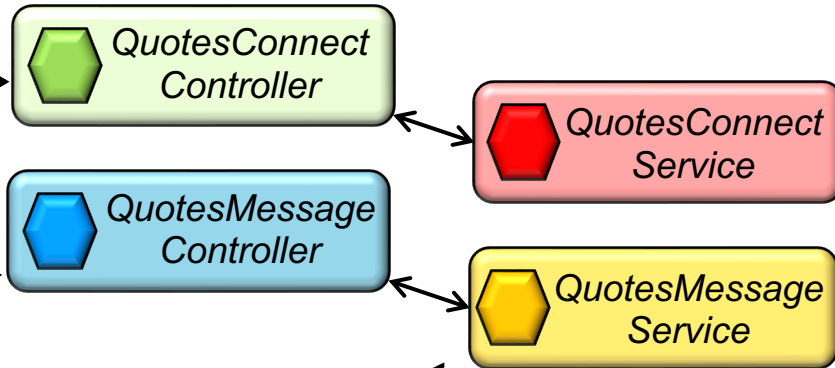 QuotesConnect
Controller
QuotesConnect
Service
QuotesMessage
Controller
QuotesMessage
Service